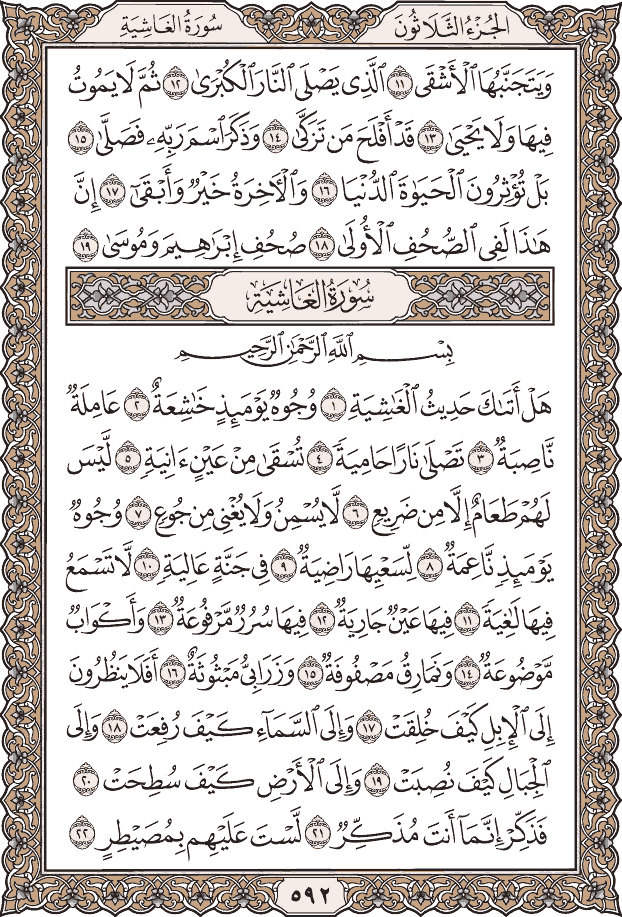 الجُزْءُ الثَّلَاثُونَ
سُورَةُ الغَاشِيَةِ
وَيَتَجَنَّبُهَا ٱلْأَشْقَى ١١ ٱلَّذِى يَصْلَى ٱلنَّارَ ٱلْكُبْرَىٰ ١٢ ثُمَّ لَا يَمُوتُ
فِيهَا وَلَا يَحْيَىٰ ١٣ قَدْ أَفْلَحَ مَن تَزَكَّىٰ ١٤ وَذَكَرَ ٱسْمَ رَبِّهِۦ فَصَلَّىٰ ١٥
بَلْ تُؤْثِرُونَ ٱلْحَيَوٰةَ ٱلدُّنْيَا ١٦ وَٱلْأَخِرَةُ خَيْرٌ وَأَبْقَىٰٓ ١٧ إِنَّ
هَٰذَا لَفِى ٱلصُّحُفِ ٱلْأُولَىٰ ١٨ صُحُفِ إِبْرَٰهِيمَ وَمُوسَىٰ ١٩
سُورَةُ الغَاشِيَةِ
بِسْمِ ٱللَّهِ ٱلرَّحْمَٰنِ ٱلرَّحِيمِ
هَلْ أَتَىٰكَ حَدِيثُ ٱلْغَٰشِيَةِ ١ وُجُوهٌ يَوْمَئِذٍ خَٰشِعَةٌ ٢ عَامِلَةٌ
نَّاصِبَةٌ ٣ تَصْلَىٰ نَارًا حَامِيَةً ٤ تُسْقَىٰ مِنْ عَيْنٍ ءَانِيَةٍ ٥ لَّيْسَ
لَهُمْ طَعَامٌ إِلَّا مِن ضَرِيعٍ ٦ لَّا يُسْمِنُ وَلَا يُغْنِى مِن جُوعٍ ٧ وُجُوهٌ
يَوْمَئِذٍ نَّاعِمَةٌ ٨ لِّسَعْيِهَا رَاضِيَةٌ ٩ فِى جَنَّةٍ عَالِيَةٍ ١٠ لَّا تَسْمَعُ
فِيهَا لَٰغِيَةً ١١ فِيهَا عَيْنٌ جَارِيَةٌ ١٢ فِيهَا سُرُرٌ مَّرْفُوعَةٌ ١٣ وَأَكْوَابٌ
مَّوْضُوعَةٌ ١٤ وَنَمَارِقُ مَصْفُوفَةٌ ١٥ وَزَرَابِىُّ مَبْثُوثَةٌ ١٦ أَفَلَا يَنظُرُونَ
إِلَى ٱلْإِبِلِ كَيْفَ خُلِقَتْ ١٧ وَإِلَى ٱلسَّمَآءِ كَيْفَ رُفِعَتْ ١٨ وَإِلَى
ٱلْجِبَالِ كَيْفَ نُصِبَتْ ١٩ وَإِلَى ٱلْأَرْضِ كَيْفَ سُطِحَتْ ٢٠
فَذَكِّرْ إِنَّمَآ أَنتَ مُذَكِّرٌ ٢١ لَّسْتَ عَلَيْهِم بِمُصَيْطِرٍ ٢٢
٥٩٢